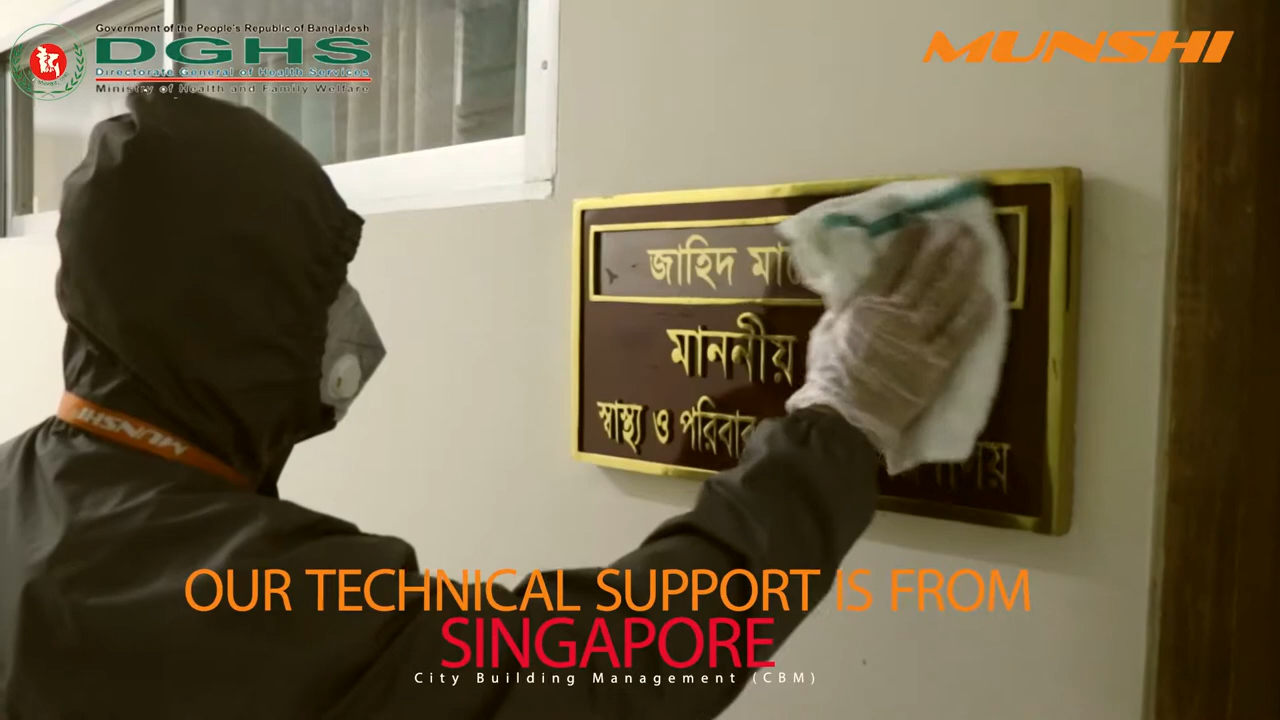 Government of the People's Republic of Bangladesh
DGHS
Directorate General of Health Services
Ministry of Health and Family Welfare
MUNSHI
জাহিদ
মাননীয়
স্বাস্থ্য ও পরিবার
MUNSHI
OUR TECHNICAL SUPPORT IS FROM
SINGAPORE
City Building Management (CBM)